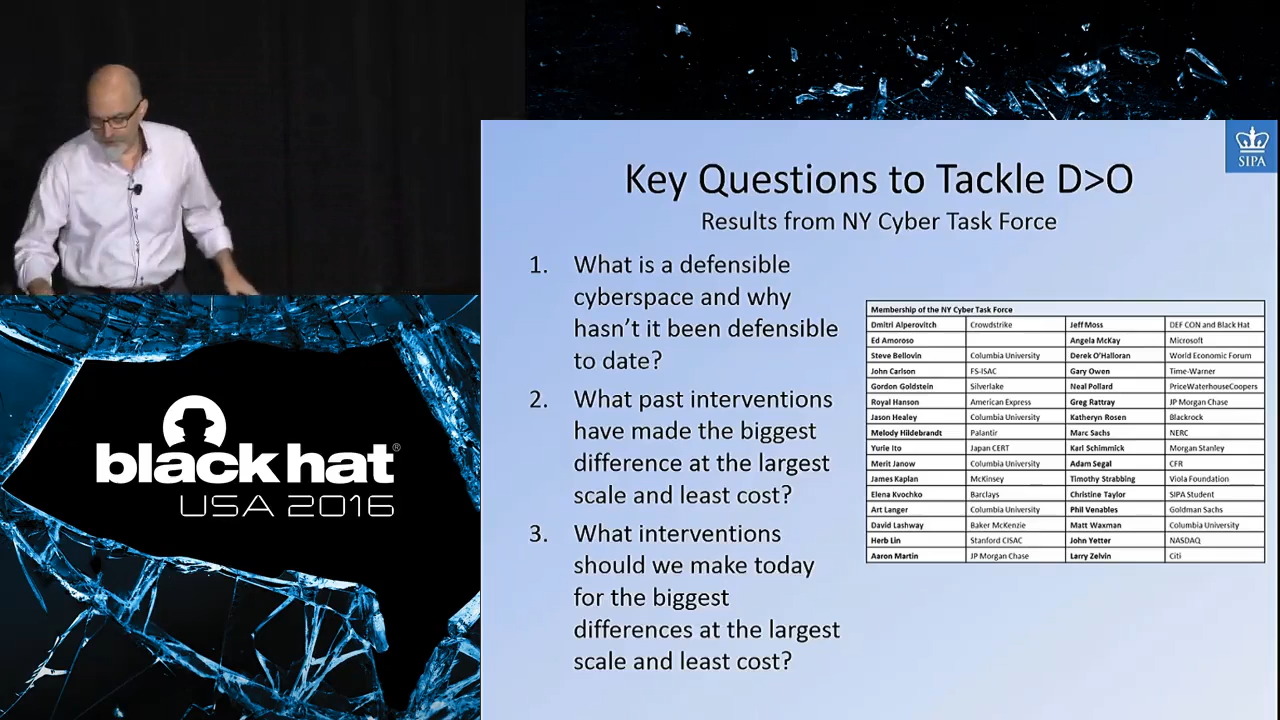 SIPA
Key Questions to Tackle D>O
Results from NY Cyber Task Force
1. What is a defensible
cyberspace and why
hasn't it been defensible
to date?
2. What past interventions
have made the biggest
difference at the largest
scale and least cost?
3. What interventions
should we make today
for the biggest
differences at the largest
scale and least cost?
Membership of the NY Cyber Task Force
Dmitri Alperovitch Crowdstrike Jeff Moss DEF CON and Black Hat
Ed Amoroso Angela McKay Microsoft
Steve Bellovin Columbia University Derek O'Halloran World Economic Forum
John Carlson FS-ISAC Gary Owen Time-Warner
Gordon Goldstein Silverlake Neal Pollard PriceWaterhouseCoopers
Royal Hanson American Express Greg Rattray JP Morgan Chase
Jason Healey Columbia University Katheryn Rosen Blackrock
Melody Hildebrandt Palantir Marc Sachs NERC
Yurie Ito Japan CERT Karl Schimmick Morgan Stanley
Merit Janow Columbia University Adam Segal CFR
James Kaplan McKinsey Timothy Strabbing Viola Foundation
Elena Kvochko Barclays Christine Taylor SIPA Student
Art Langer Columbia University Phil Venables Goldman Sachs
David Lashway Baker McKenzie Matt Waxman Columbia University
Herb Lin Stanford CISAC John Yetter NASDAQ
Aaron Martin JP Morgan Chase Larry Zelvin Citi
black hat®
USA 2016